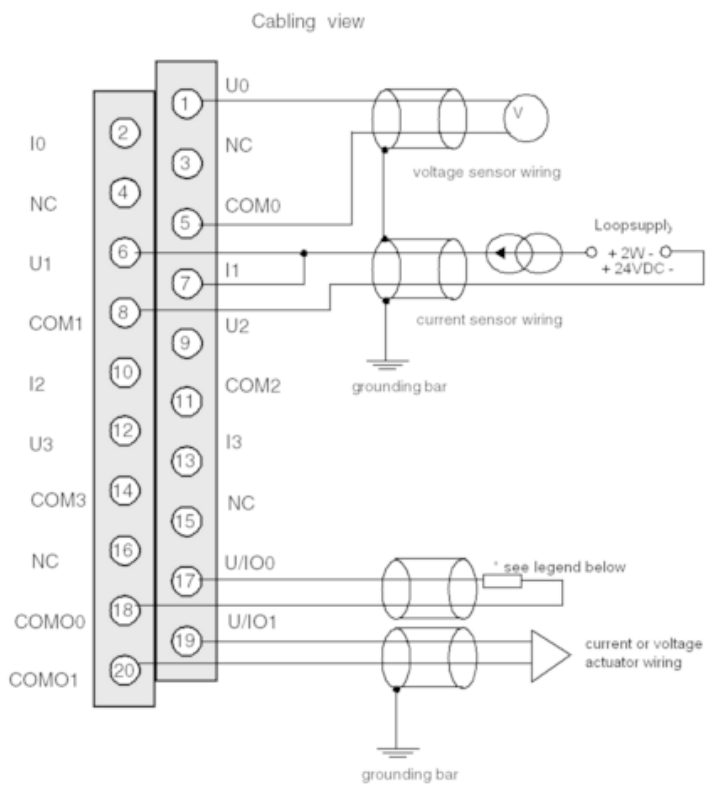 Cabling view
U0
1
V
2
I0
NC
3
voltage sensor wiring
4
NC
COM0
5
Loopsupply
6
+ 2W -
U1
I1
+ 24VDC -
7
8
COM1
U2
current sensor wiring
9
10
I2
COM2
grounding bar
11
12
U3
I3
13
14
COM3
NC
15
16
NC
U/IO0
* see legend below
17
18
COMO0
U/IO1
19
current or voltage
actuator wiring
20
COMO1
grounding bar